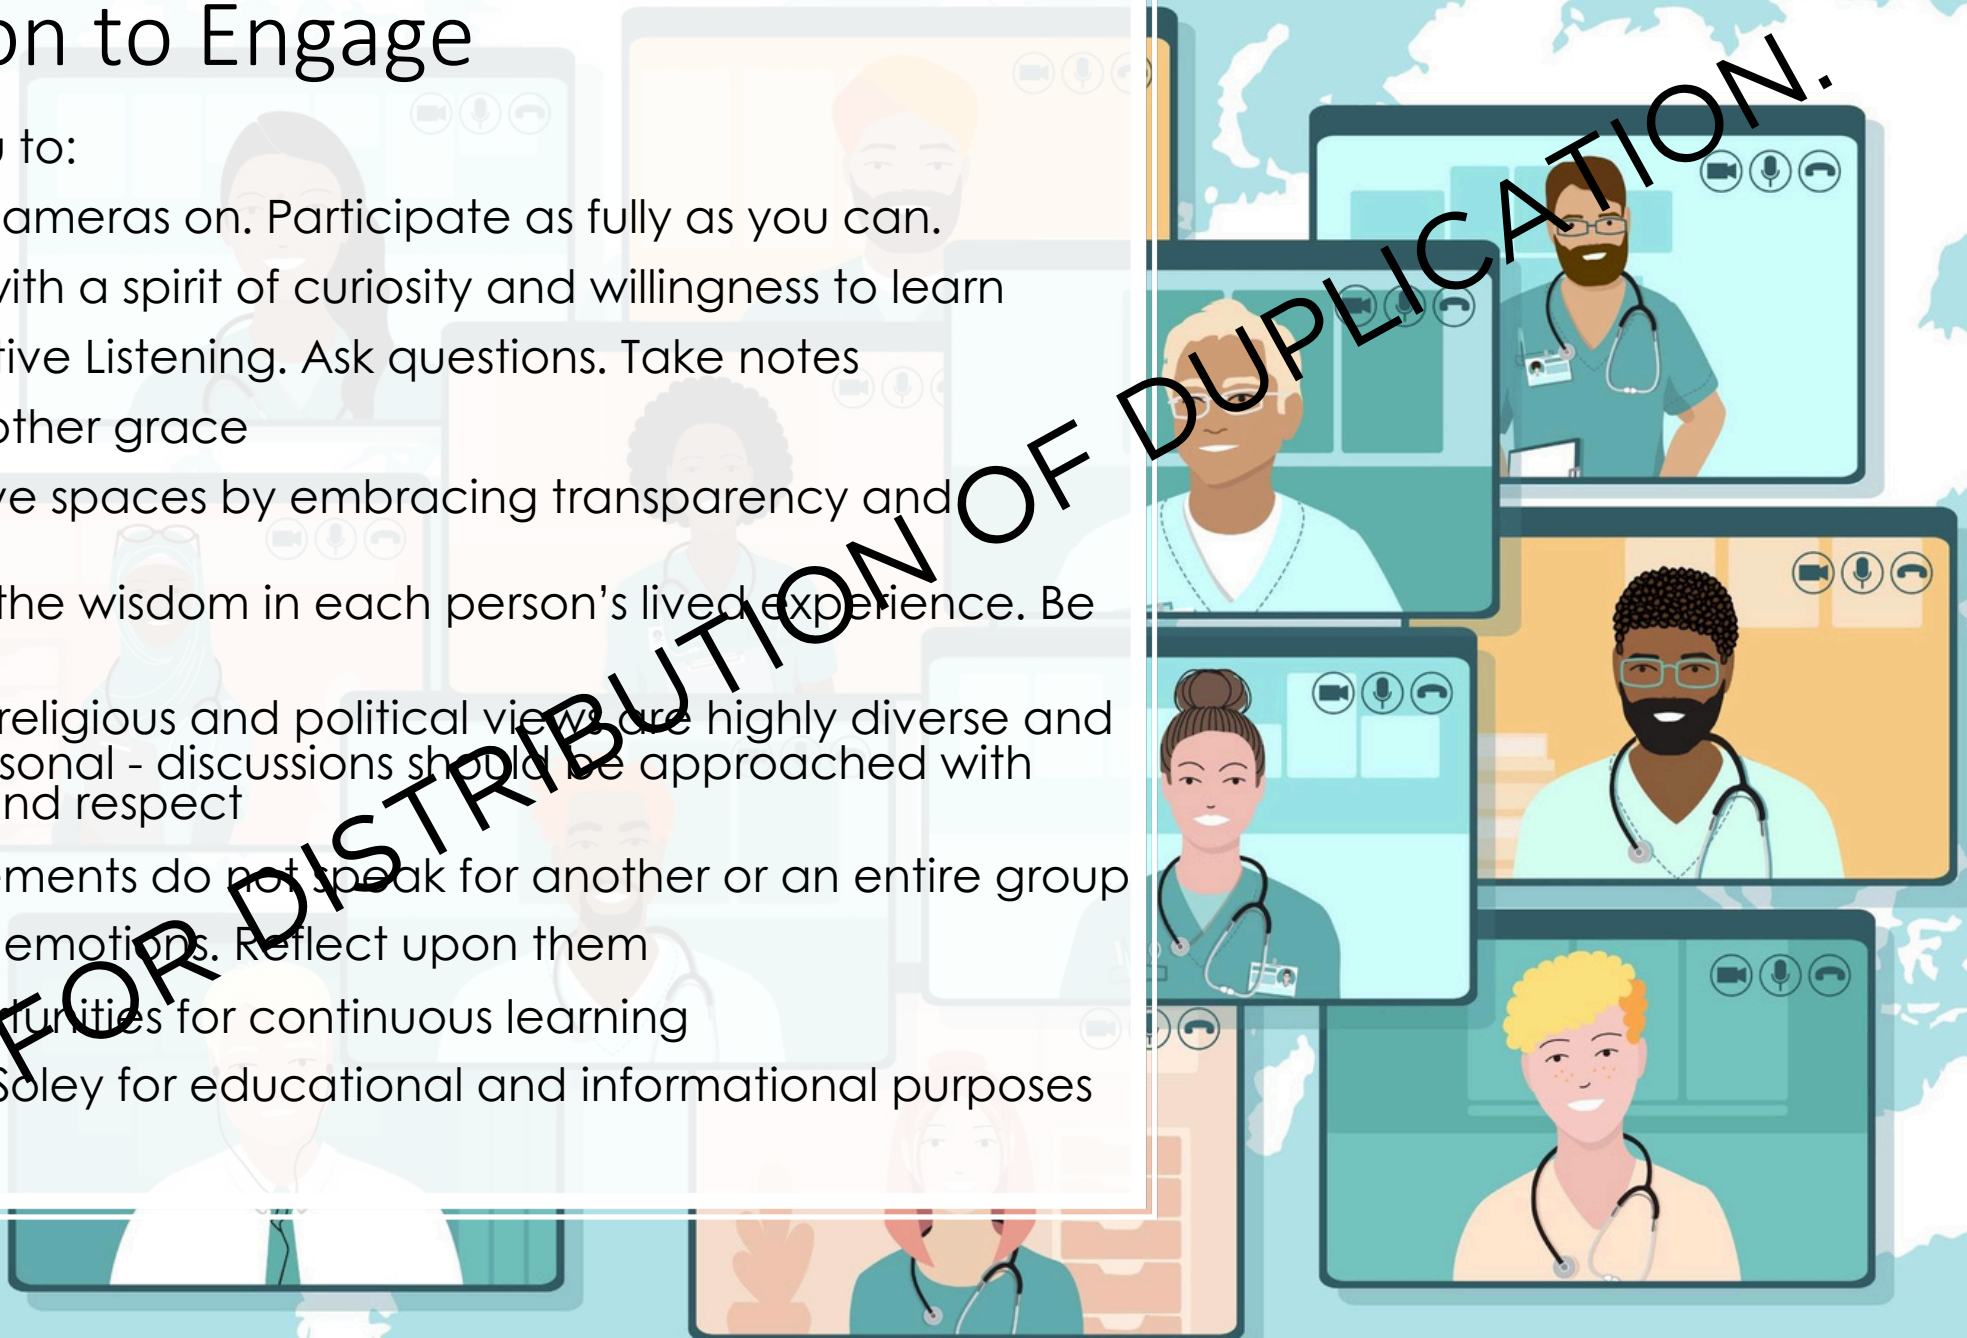 on to Engage
u to:
ameras on. Participate as fully as you can.
with a spirit of curiosity and willingness to learn
tive Listening. Ask questions. Take notes
other grace
ve spaces by embracing transparency and
the wisdom in each person’s lived experience. Be
religious and political views are highly diverse and
sonal - discussions should be approached with
nd respect
ements do not speak for another or an entire group
emotions. Reflect upon them
tunities for continuous learning
Soley for educational and informational purposes
FOR DISTRIBUTION OF DUPLICATION.